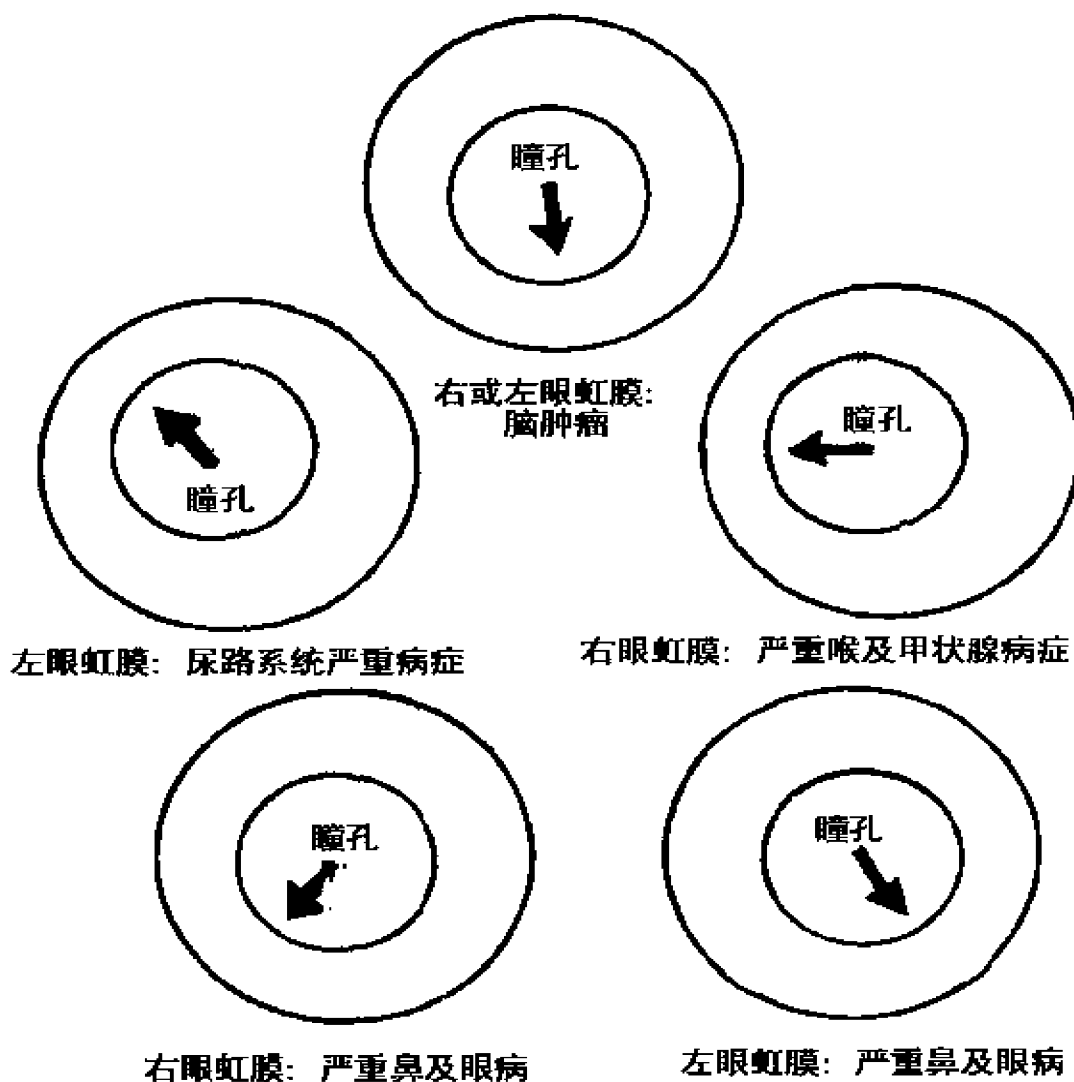 瞳孔
右或左眼虹膜：
脑肿瘤
瞳孔
左眼虹膜： 尿路系统严重病症
瞳孔
右眼虹膜： 严重喉及甲状腺病症
瞳孔
右眼虹膜： 严重鼻及眼病
瞳孔
左眼虹膜： 严重鼻及眼病